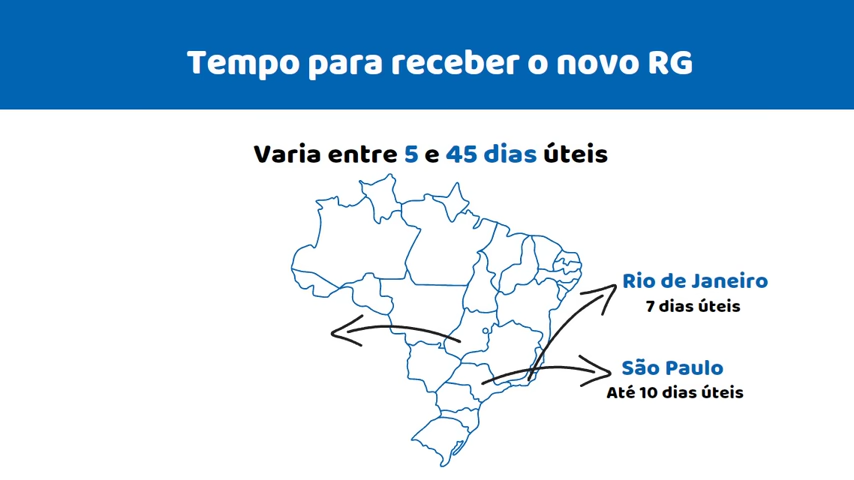 Tempo para receber o novo RG
Varia entre 5 e 45 dias úteis
Rio de Janeiro
7 dias úteis
São Paulo
Até 10 dias úteis